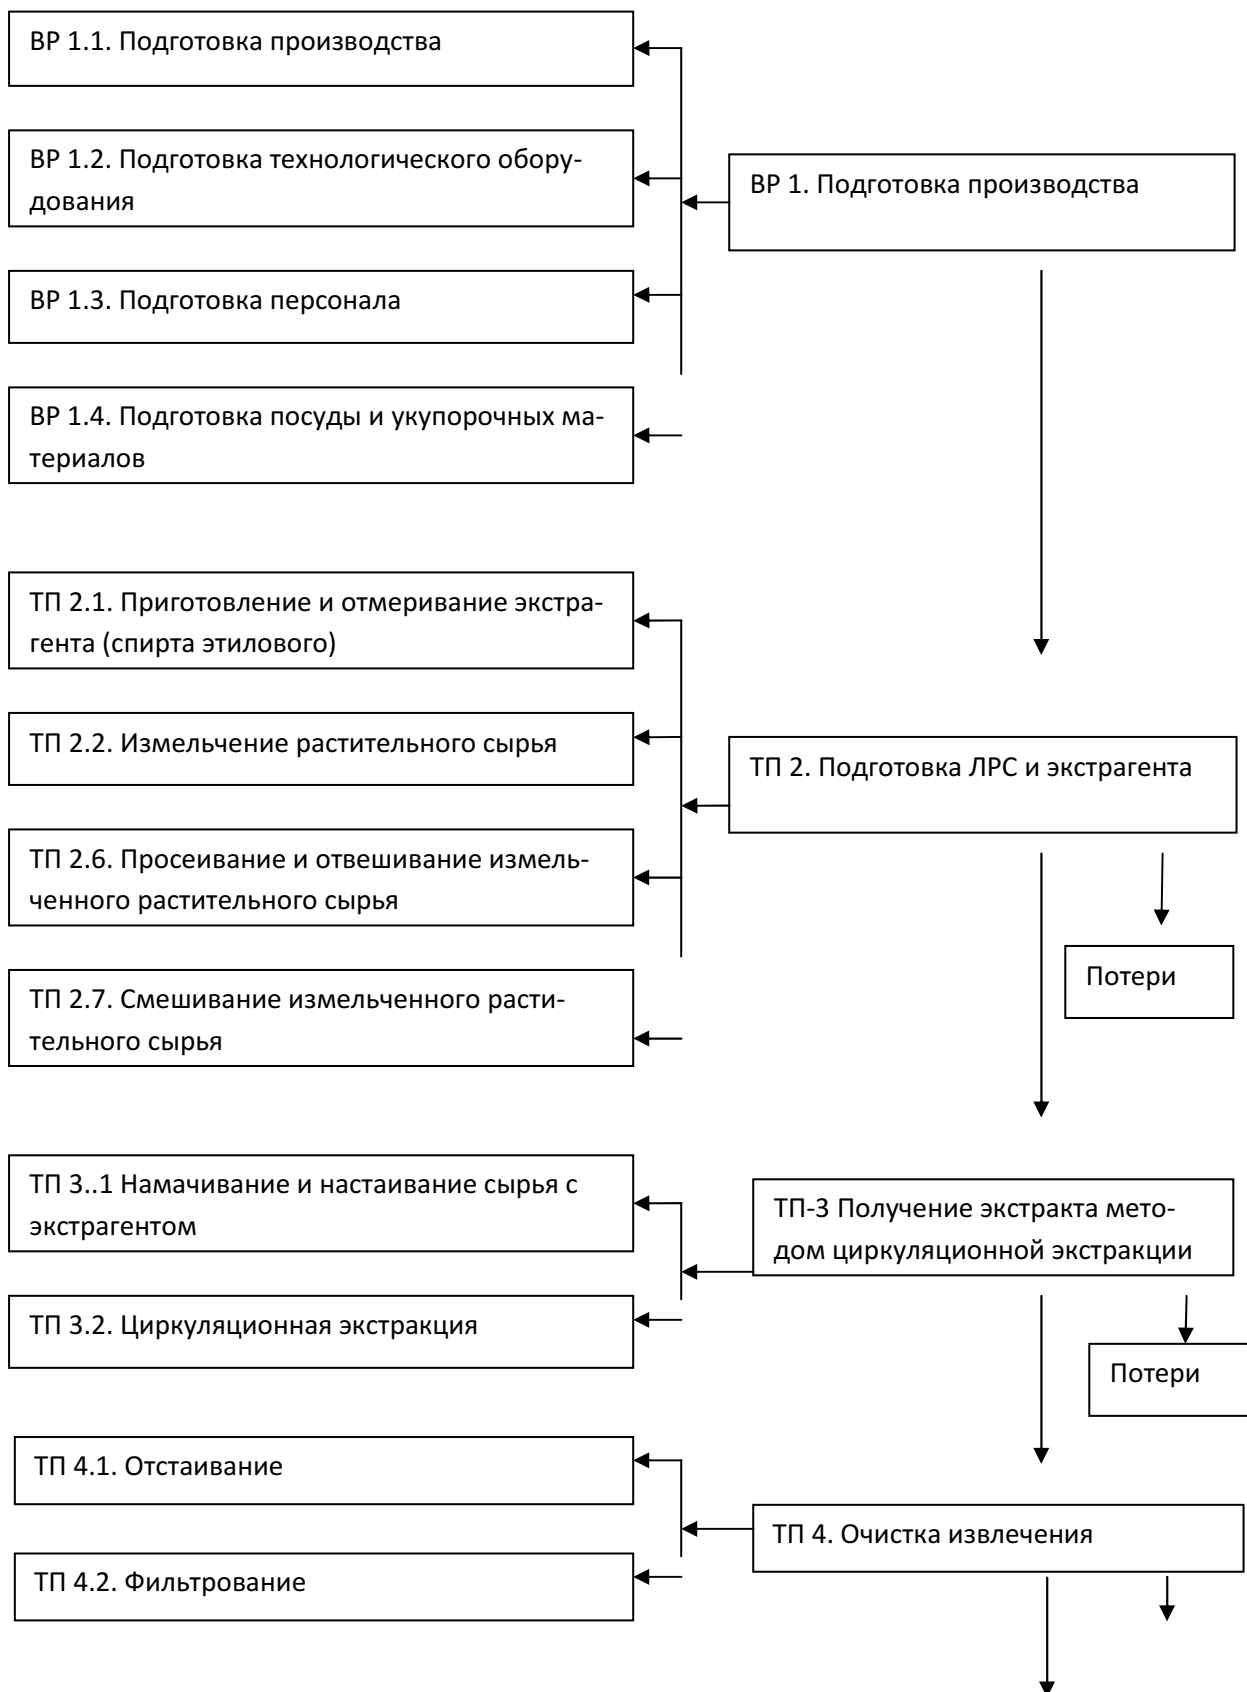 ВР 1.1. Подготовка производства
ВР 1.2. Подготовка технологического обору-
дования
ВР 1. Подготовка производства
ВР 1.3. Подготовка персонала
ВР 1.4. Подготовка посуды и укупорочных ма-
териалов
ТП 2.1. Приготовление и отмеривание экстра-
гента (спирта этилового)
ТП 2.2. Измельчение растительного сырья
ТП 2. Подготовка ЛРС и экстрагента
ТП 2.6. Просеивание и отвешивание измель-
ченного растительного сырья
Потери
ТП 2.7. Смешивание измельченного расти-
тельного сырья
ТП 3..1 Намачивание и настаивание сырья с
экстрагентом
ТП-3 Получение экстракта мето-
дом циркуляционной экстракции
ТП 3.2. Циркуляционная экстракция
Потери
ТП 4.1. Отстаивание
ТП 4. Очистка извлечения
ТП 4.2. Фильтрование